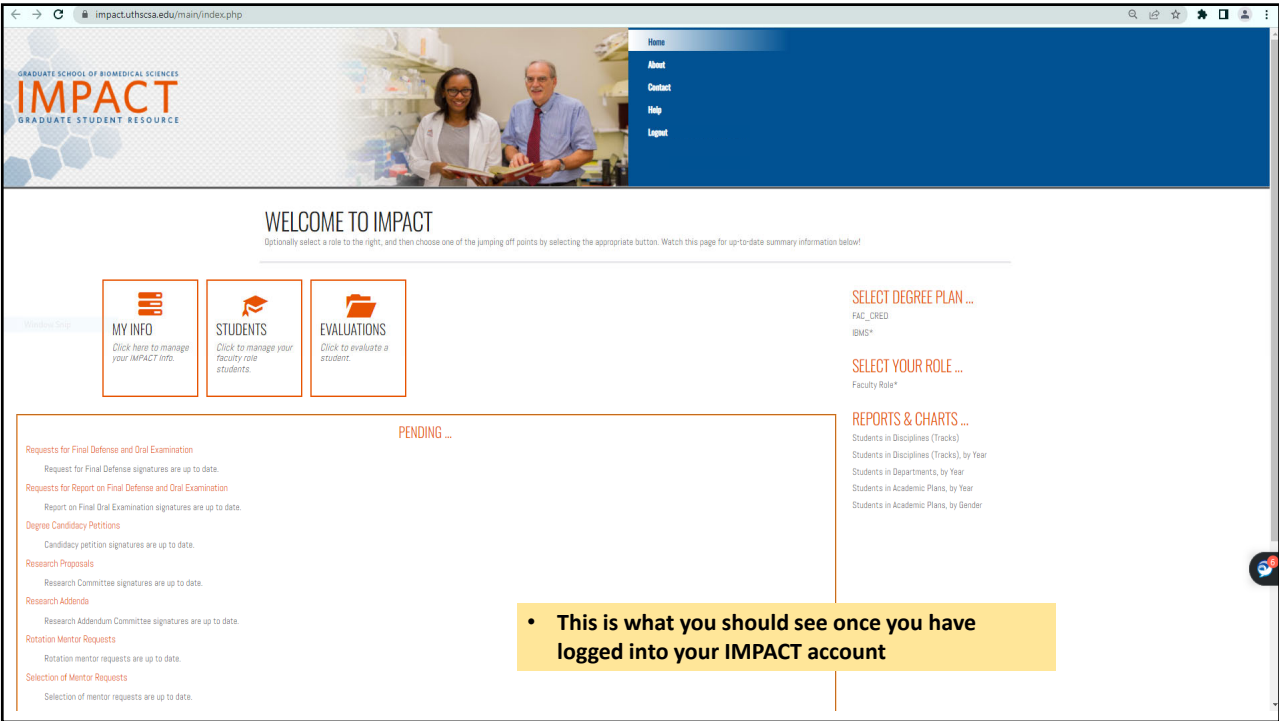 impact.uthscsa.edu/main/index.php
Home
About
Contact
Help
Logout
GRADUATE SCHOOL OF BIOMEDICAL SCIENCES
IMPACT
GRADUATE STUDENT RESOURCE
WELCOME TO IMPACT
Optionally select a role to the right, and then choose one of the jumping off points by selecting the appropriate button. Watch this page for up-to-date summary information below!
MY INFO
Click here to manage
your IMPACT Info.
STUDENTS
Click to manage your
faculty role
students.
EVALUATIONS
Click to evaluate a
student.
SELECT DEGREE PLAN ...
FAC_CRED
IBMS*
SELECT YOUR ROLE ...
Faculty Role*
REPORTS & CHARTS ...
Students in Disciplines (Tracks)
Students in Disciplines (Tracks), by Year
Students in Departments, by Year
Students in Academic Plans, by Year
Students in Academic Plans, by Gender
PENDING ...
Requests for Final Defense and Oral Examination
Request for Final Defense signatures are up to date.
Requests for Report on Final Defense and Oral Examination
Report on Final Oral Examination signatures are up to date.
Degree Candidacy Petitions
Candidacy petition signatures are up to date.
Research Proposals
Research Committee signatures are up to date.
Research Addenda
Research Addendum Committee signatures are up to date.
Rotation Mentor Requests
Rotation mentor requests are up to date.
Selection of Mentor Requests
Selection of mentor requests are up to date.
6
• This is what you should see once you have
logged into your IMPACT account